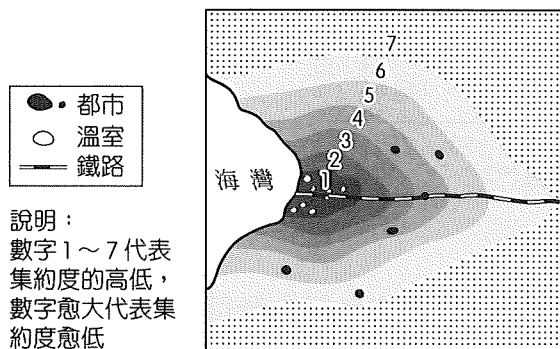 都市
溫室
鐵路
說明：
數字1～7代表
集約度的高低，
數字愈大代表集
約度愈低
7
6
5
4
3
2
1
海灣